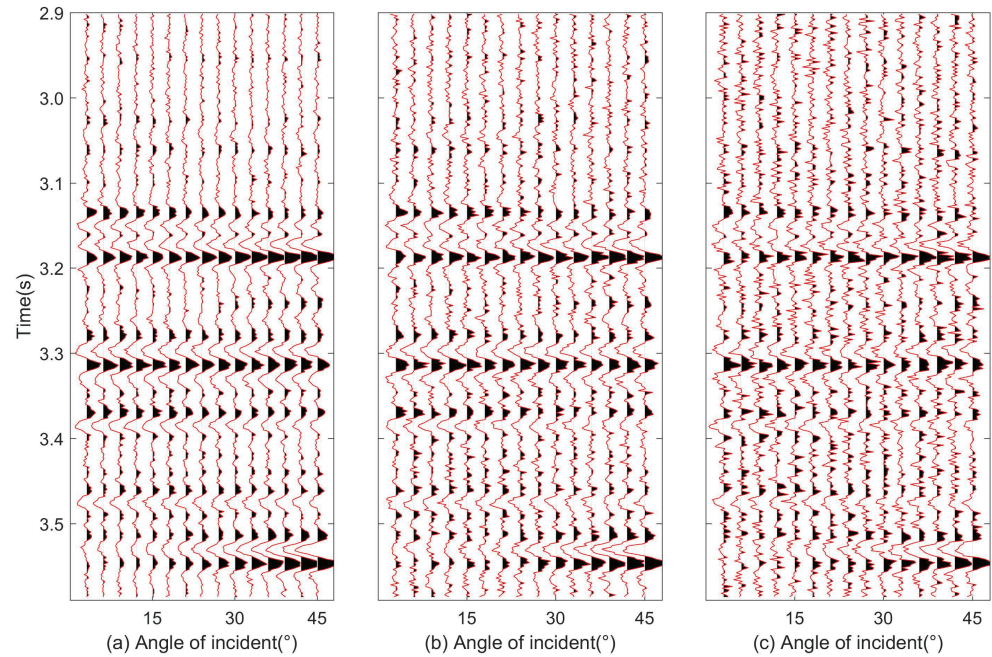 2.9
3.0
3.1
3.2
3.3
3.4
3.5
Time(s)
15 30 45
15 30 45
15 30 45
(a) Angle of incident(°)
(b) Angle of incident(°)
(c) Angle of incident(°)